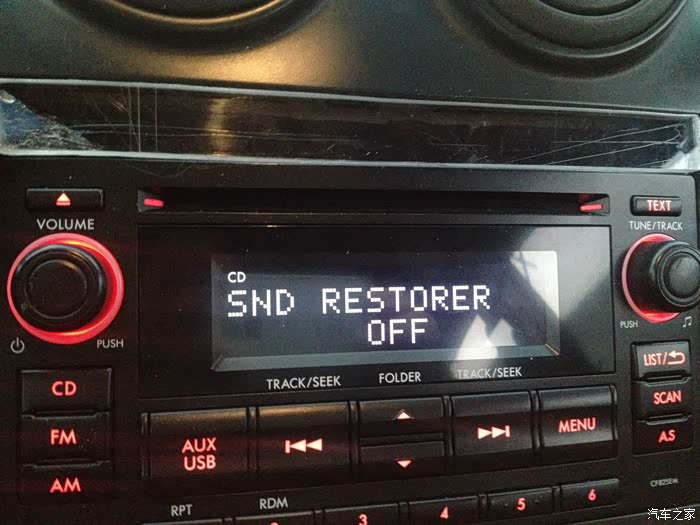 TEXT
VOLUME
TUNE/TRACK
CD
SND RESTORER
OFF
PUSH
PUSH
TRACK/SEEK
FOLDER
TRACK/SEEK
LIST/
CD
FM
AM
AUX
USB
MENU
SCAN
AS
CF825EM
RPT
RDM
3
4
5
6
汽车之家